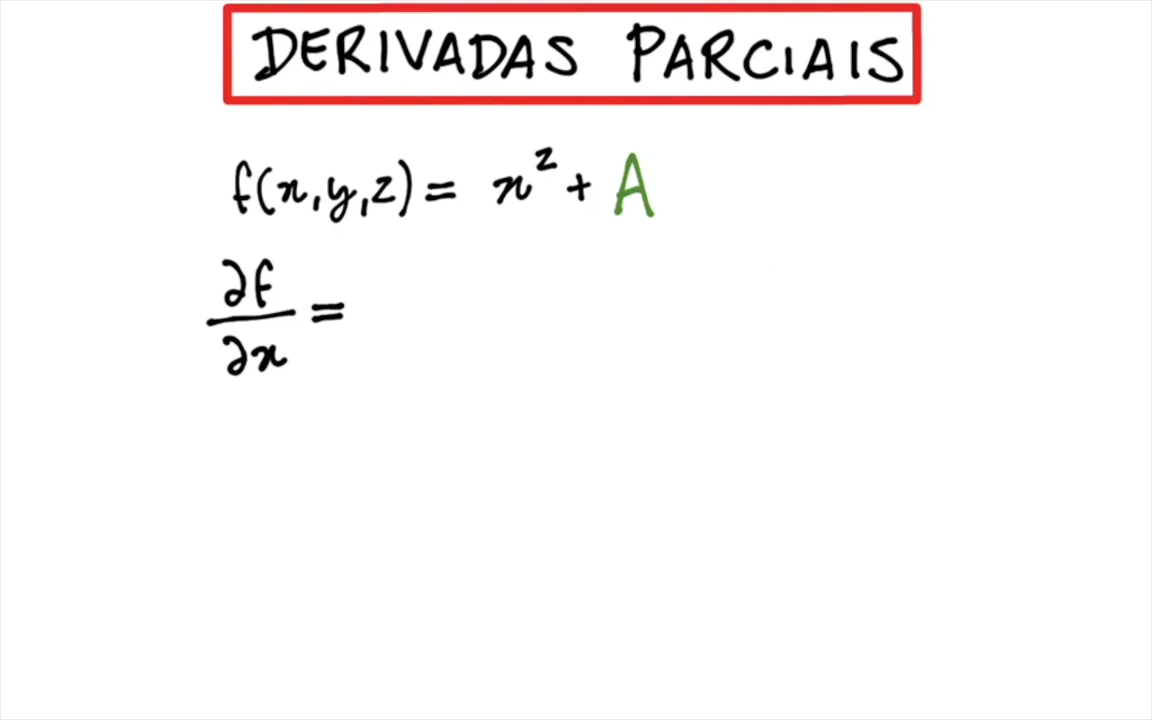 DERIVADAS PARCIAIS
f(x,y,z) = x² + A
∂f/∂x =